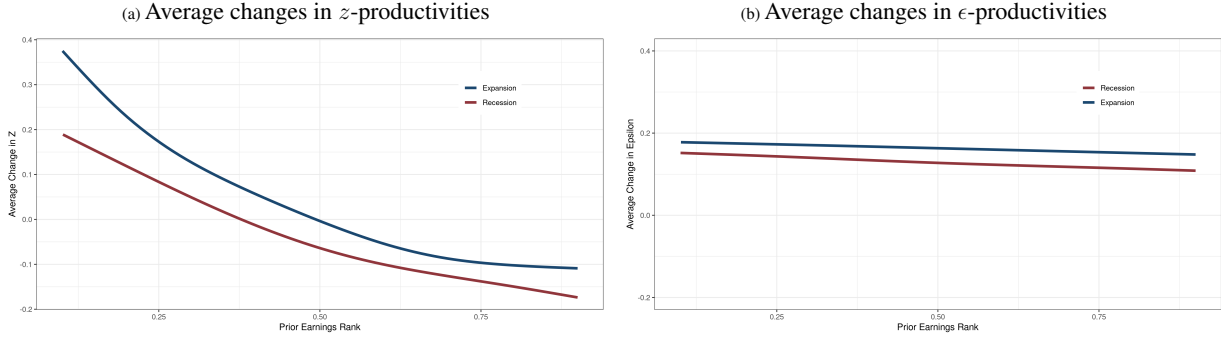 (a) Average changes in z-productivities
0.4
0.3
0.2
0.1
0.0
-0.1
-0.2
Average Change in Z
Expansion
Recession
0.25
0.50
0.75
Prior Earnings Rank
(b) Average changes in ϵ-productivities
0.4
0.2
0.0
-0.2
Average Change in Epsilon
Recession
Expansion
0.25
0.50
0.75
Prior Earnings Rank